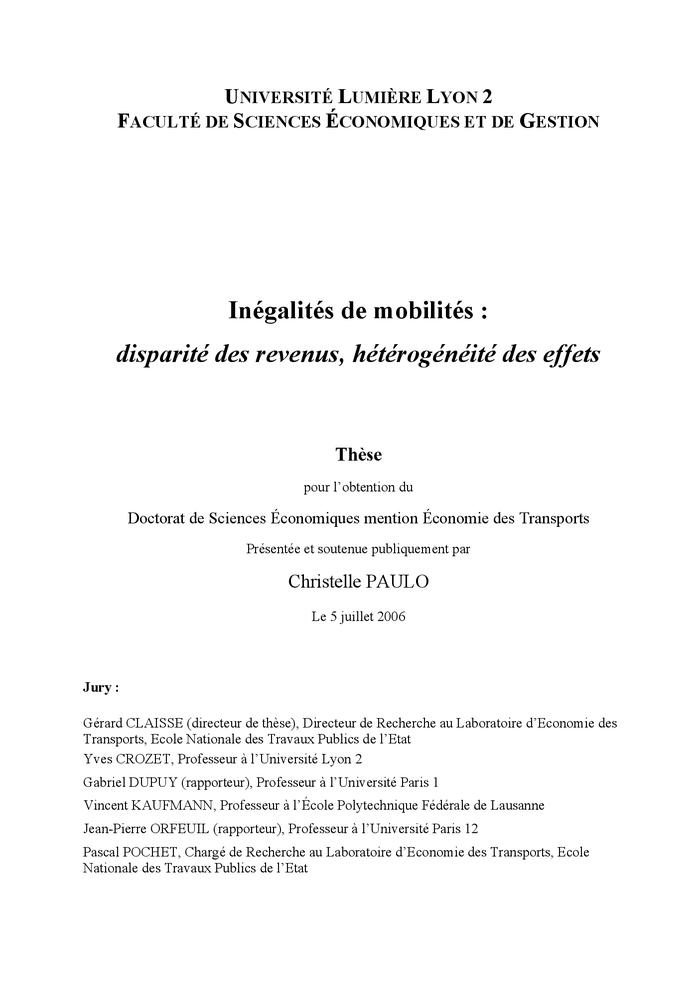 UNIVERSITÉ LUMIÈRE LYON 2
FACULTÉ DE SCIENCES ÉCONOMIQUES ET DE GESTION
Inégalités de mobilités :
disparité des revenus, hétérogénéité des effets
Thèse
pour l’obtention du
Doctorat de Sciences Économiques mention Économie des Transports
Présentée et soutenue publiquement par
Christelle PAULO
Le 5 juillet 2006
Jury :
Gérard CLAISSE (directeur de thèse), Directeur de Recherche au Laboratoire d’Economie des
Transports, Ecole Nationale des Travaux Publics de l’Etat
Yves CROZET, Professeur à l’Université Lyon 2
Gabriel DUPUY (rapporteur), Professeur à l’Université Paris 1
Vincent KAUFMANN, Professeur à l’École Polytechnique Fédérale de Lausanne
Jean-Pierre ORFEUIL (rapporteur), Professeur à l’Université Paris 12
Pascal POCHET, Chargé de Recherche au Laboratoire d’Economie des Transports, Ecole
Nationale des Travaux Publics de l’Etat